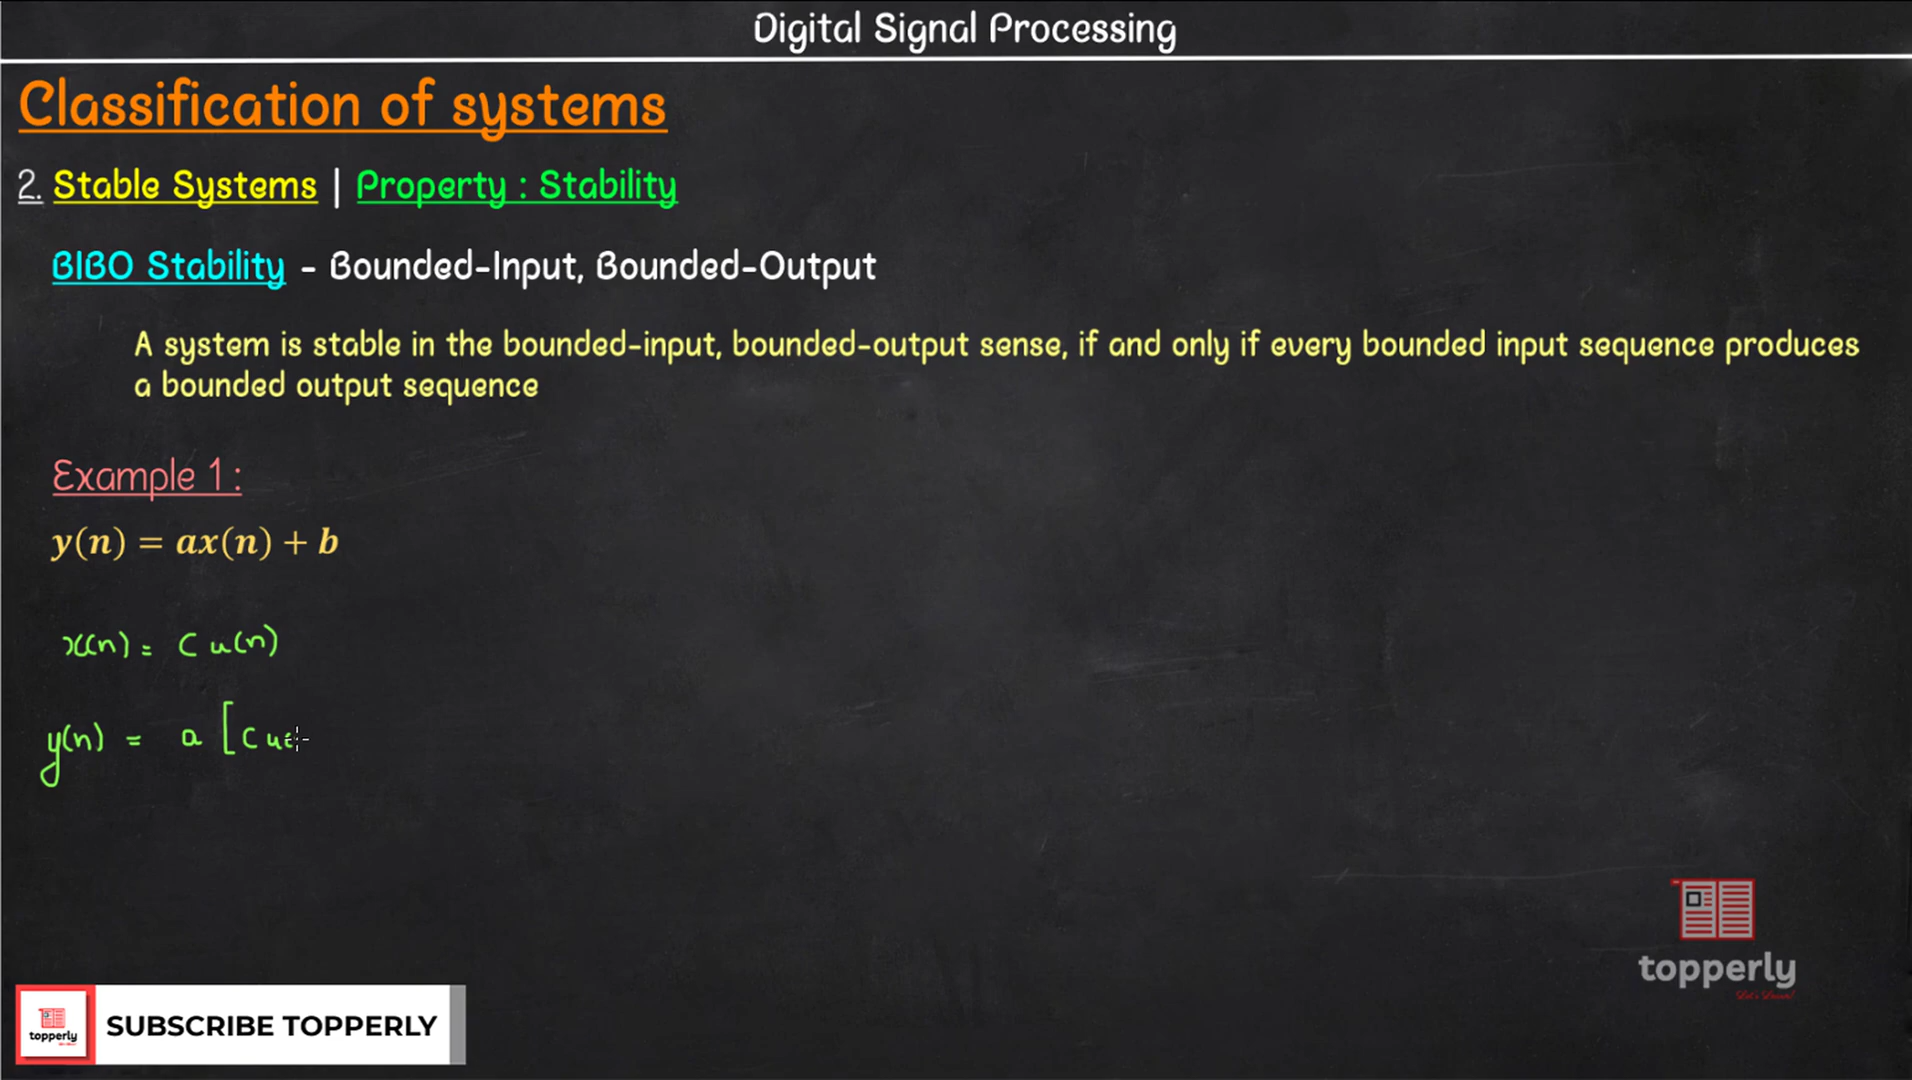 Digital Signal Processing
Classification of systems
2. Stable Systems | Property : Stability
BIBO Stability - Bounded-Input, Bounded-Output
A system is stable in the bounded-input, bounded-output sense, if and only if every bounded input sequence produces
a bounded output sequence
Example 1 :
y(n) = ax(n) + b
x(n) = C u(n)
y(n) = a [C u
topperly
Let's Learn!
topperly
SUBSCRIBE TOPPERLY